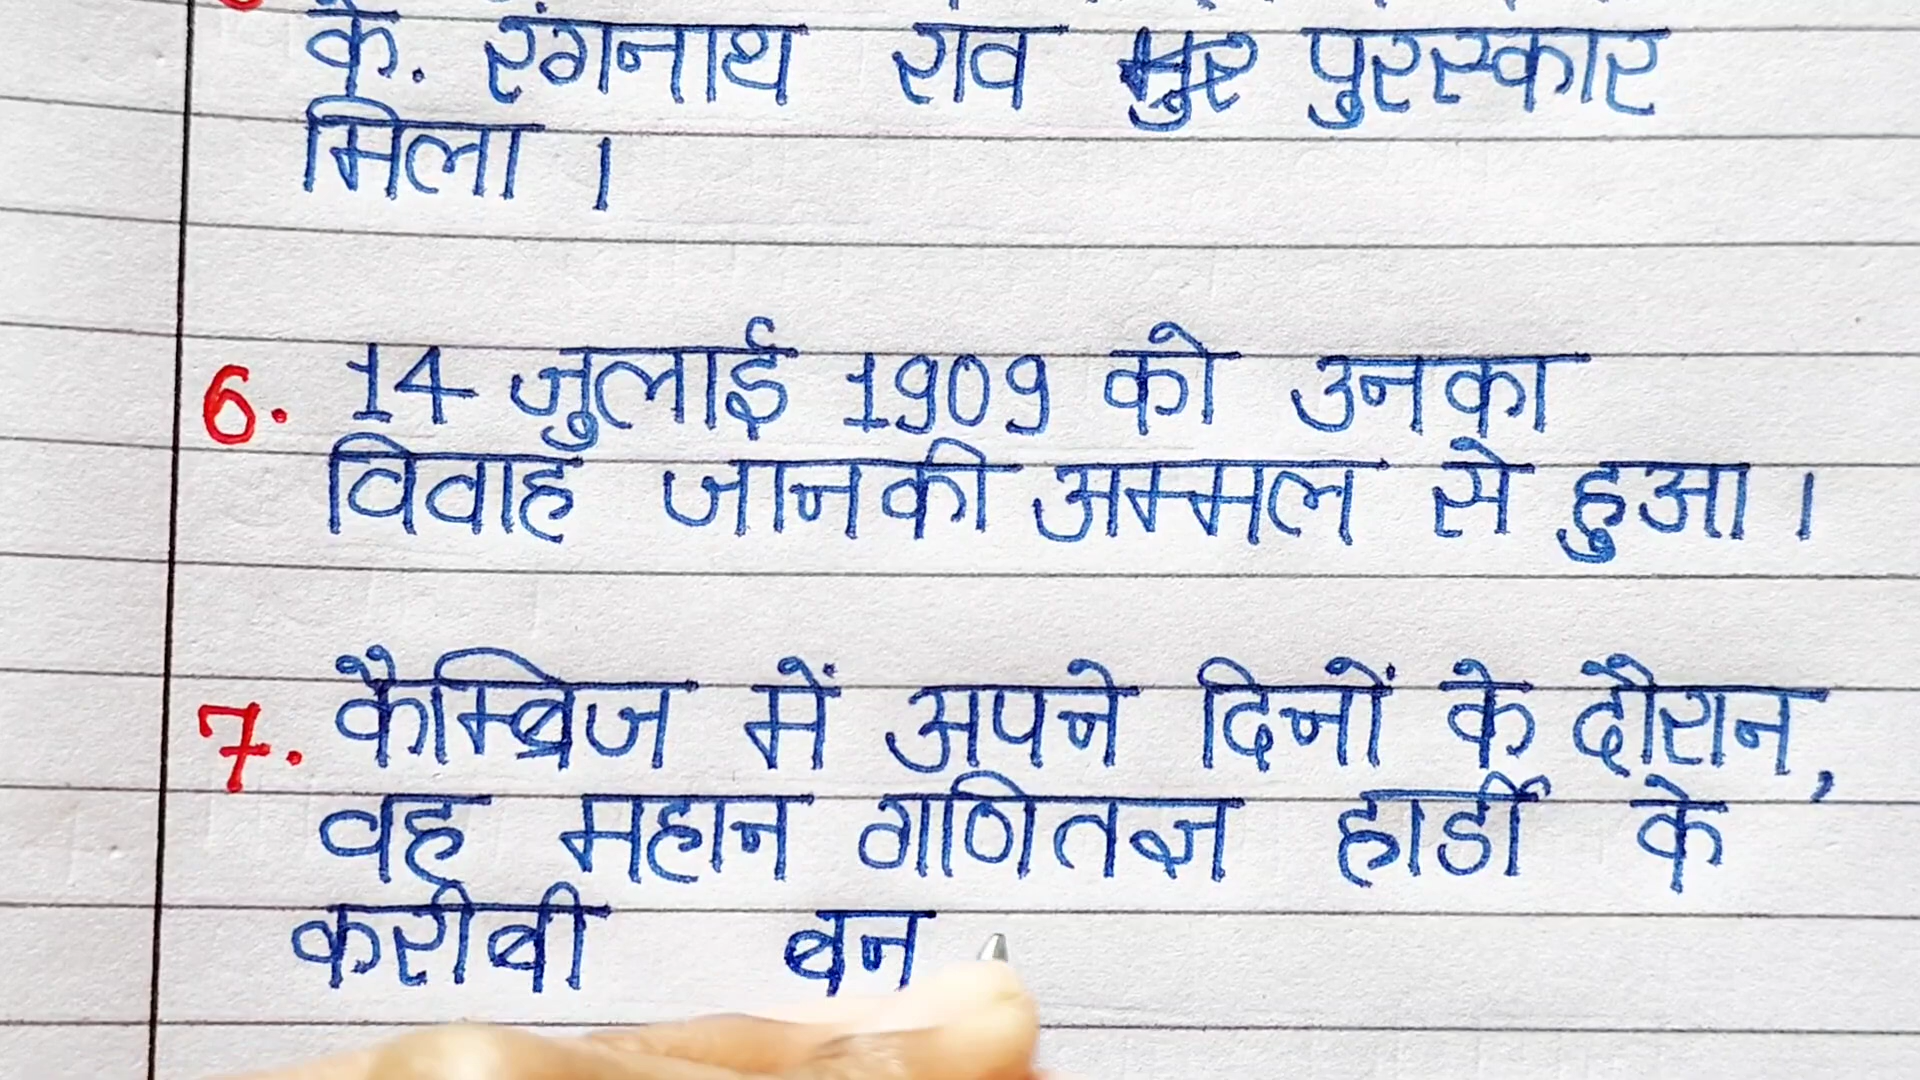 के. रंगनाथ राव पुरस्कार
मिला ।
6. 14 जुलाई 1909 को उनका
विवाह जानकी अम्मल से हुआ ।
7. कैम्ब्रिज में अपने दिनों के दौरान,
वह महान गणितज्ञ हार्डी के
करीबी बन